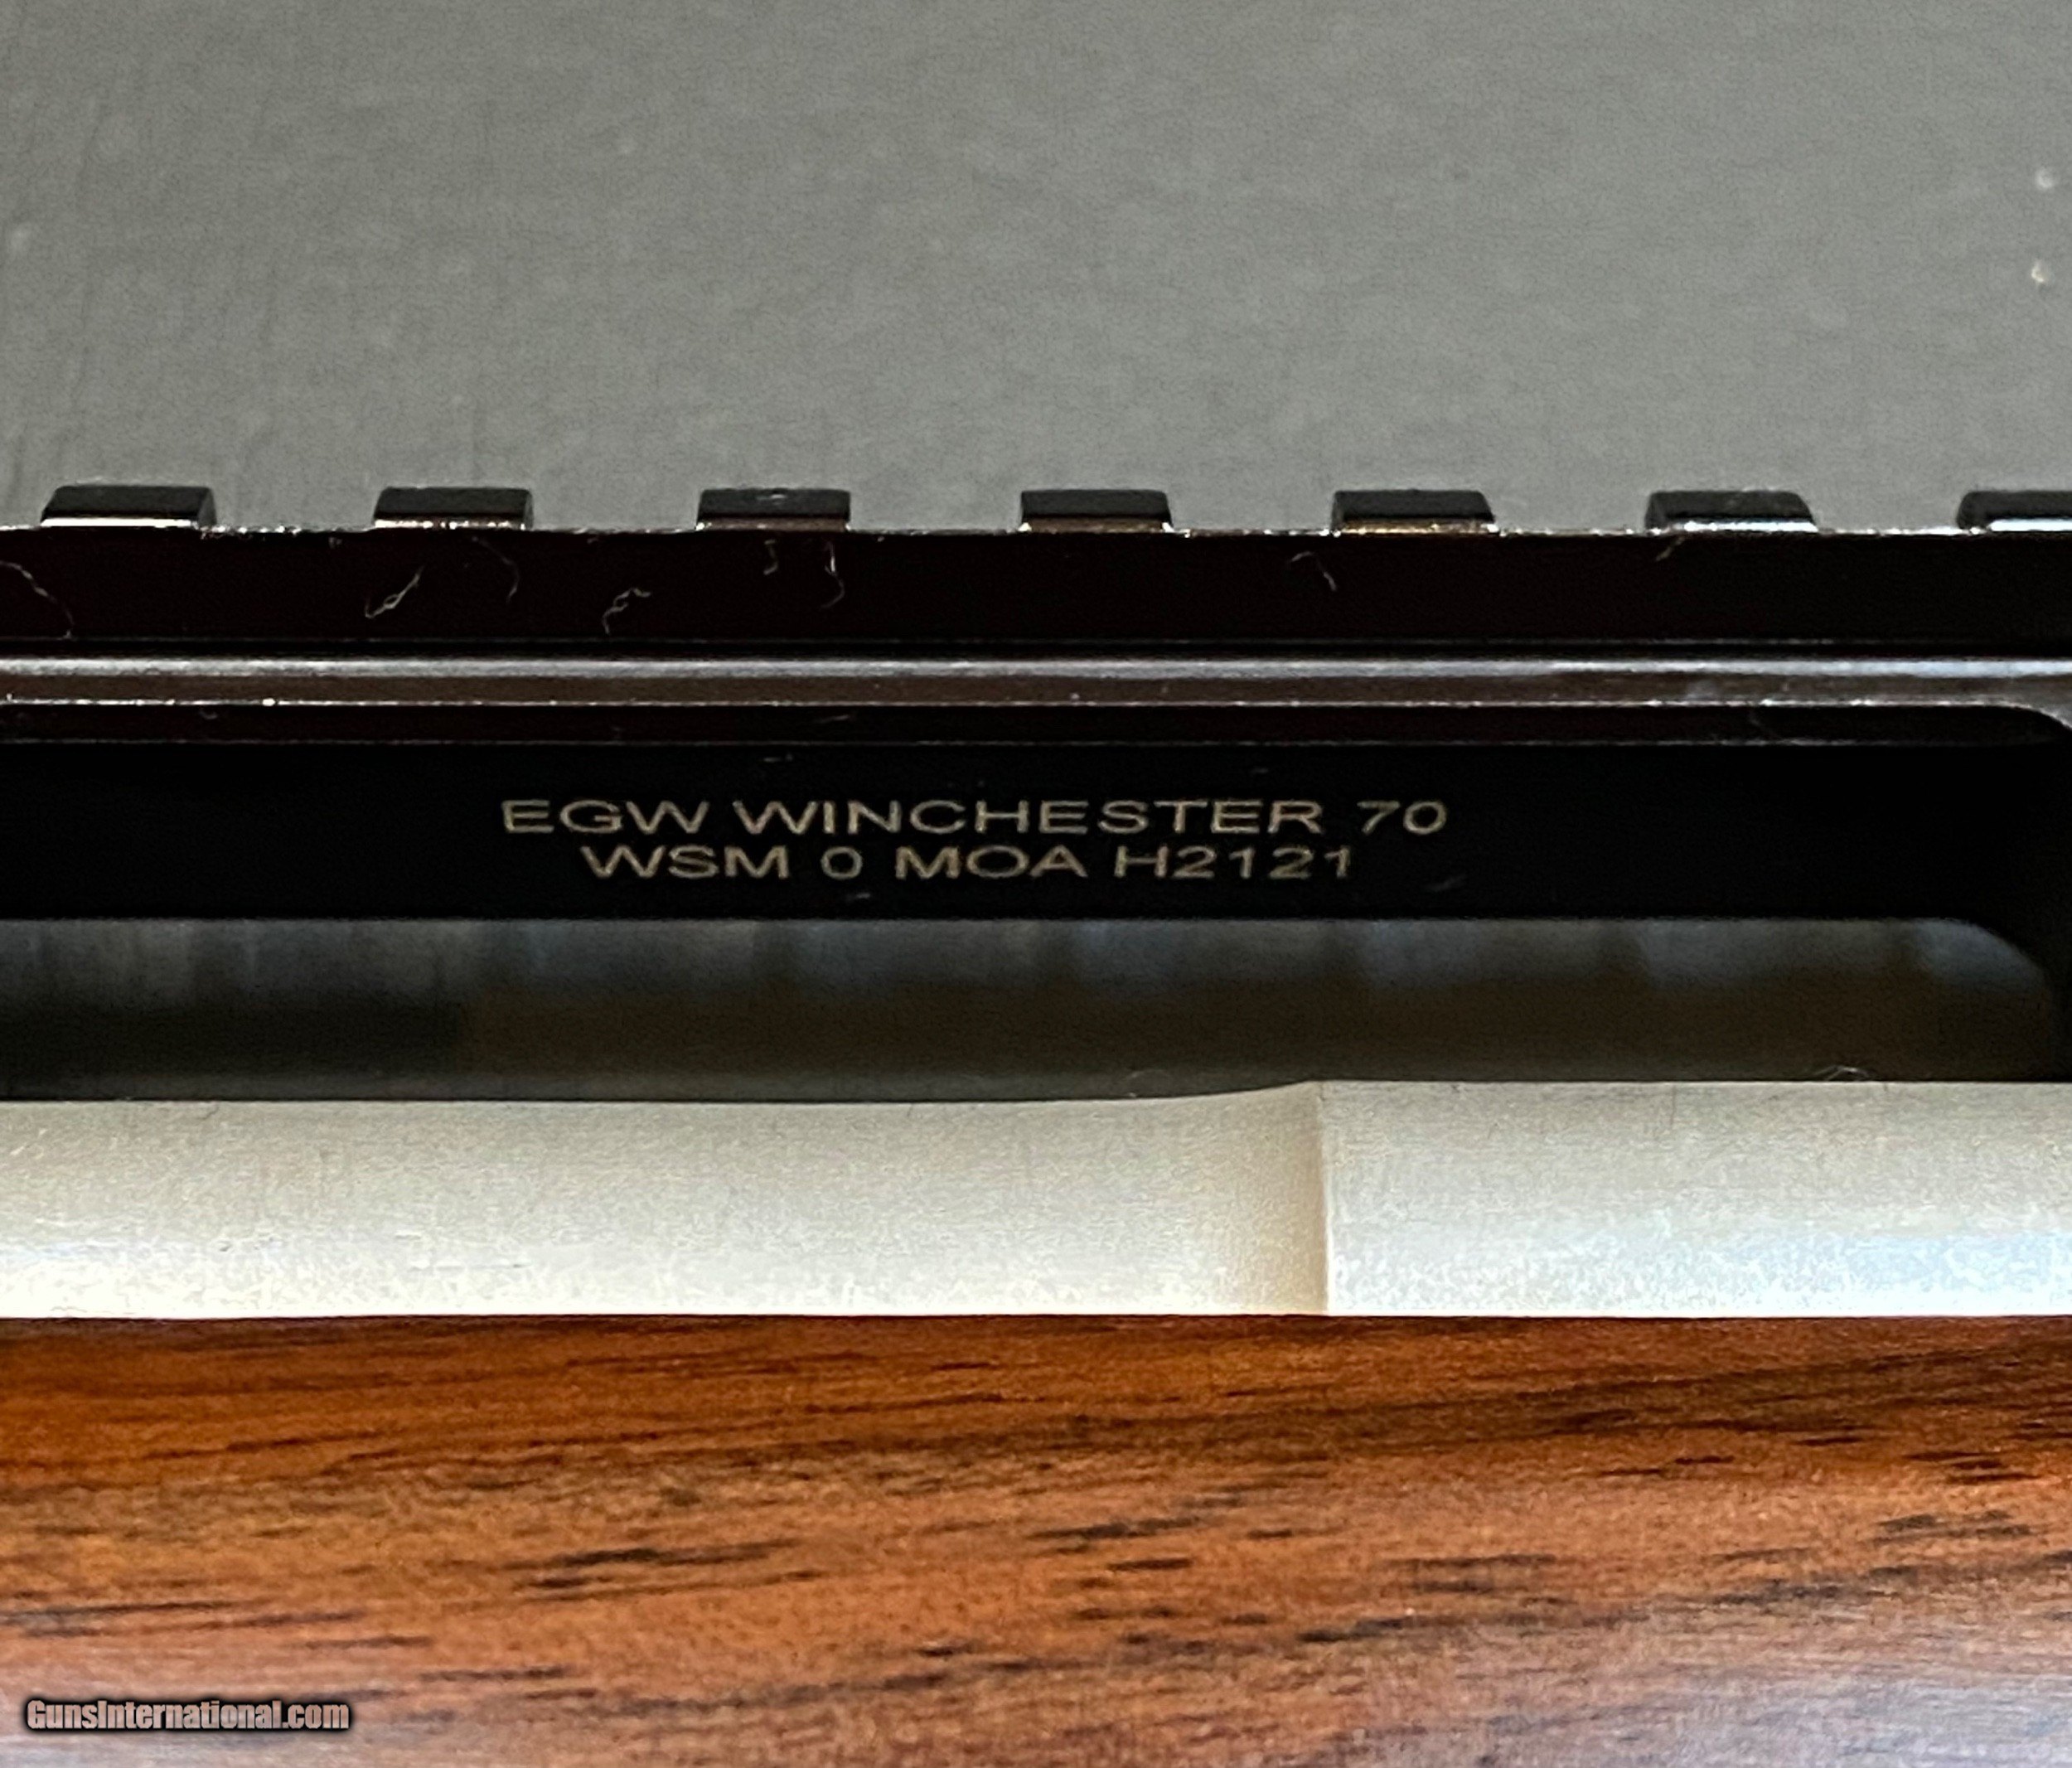 EGW WINCHESTER 70
WSM 0 MOA H2121
GunsInternational.com